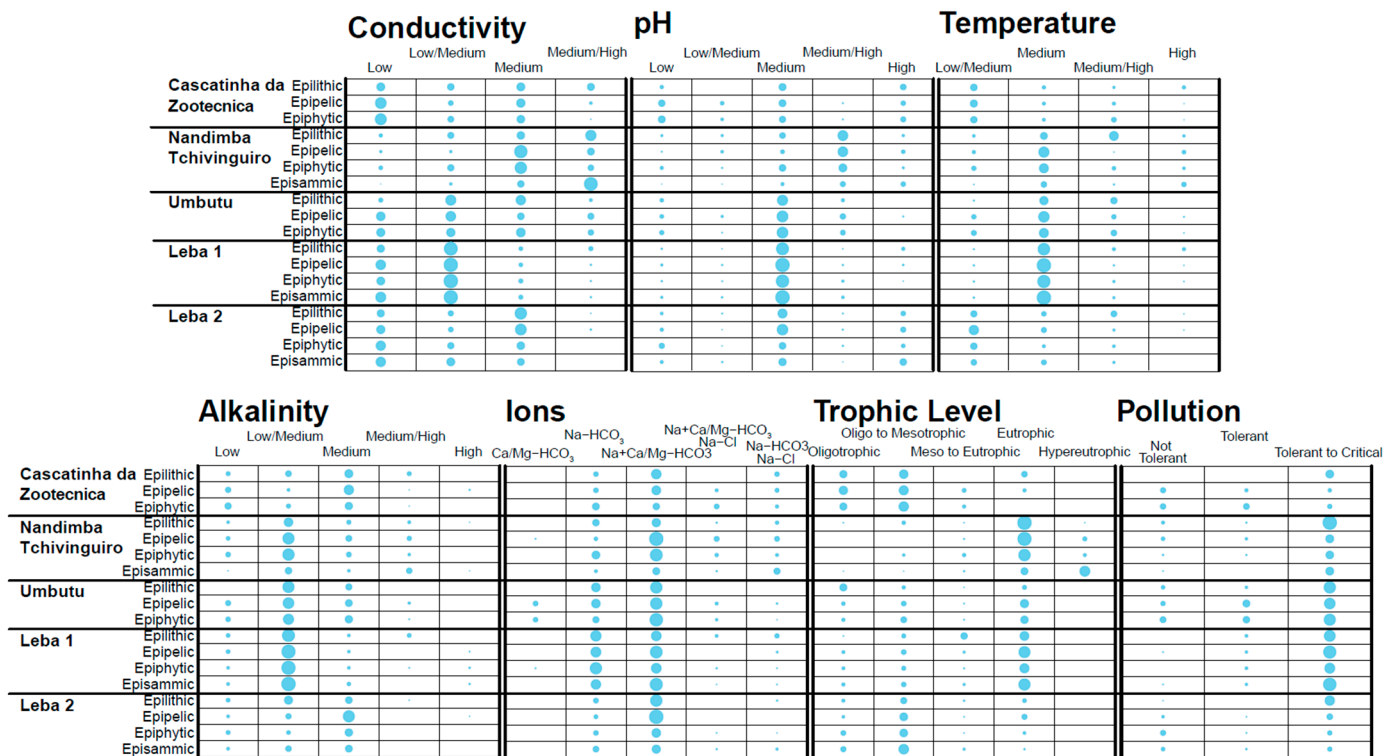 Conductivity pH Temperature
Low/Medium Medium/High Low/Medium Medium/High Medium High
Low Medium Low Medium High Low/Medium Medium/High
Cascatinha da Epilithic
Zootecnica Epipelic
Epiphytic
Nandimba Epilithic
Tchivinguiro Epipelic
Epiphytic
Episammic
Umbutu Epilithic
Epipelic
Epiphytic
Leba 1 Epilithic
Epipelic
Epiphytic
Episammic
Leba 2 Epilithic
Epipelic
Epiphytic
Episammic
Alkalinity Ions Trophic Level Pollution
Low/Medium Medium/High Na−HCO3 Na+Ca/Mg−HCO3 Oligo to Mesotrophic Eutrophic Tolerant
Low Medium High Ca/Mg−HCO3 Na+Ca/Mg−HCO3 Na−Cl Na−HCO3 Oligotrophic Meso to Eutrophic Hypereutrophic Not Tolerant to Critical
Na−Cl Tolerant
Cascatinha da Epilithic
Zootecnica Epipelic
Epiphytic
Nandimba Epilithic
Tchivinguiro Epipelic
Epiphytic
Episammic
Umbutu Epilithic
Epipelic
Epiphytic
Leba 1 Epilithic
Epipelic
Epiphytic
Episammic
Leba 2 Epilithic
Epipelic
Epiphytic
Episammic